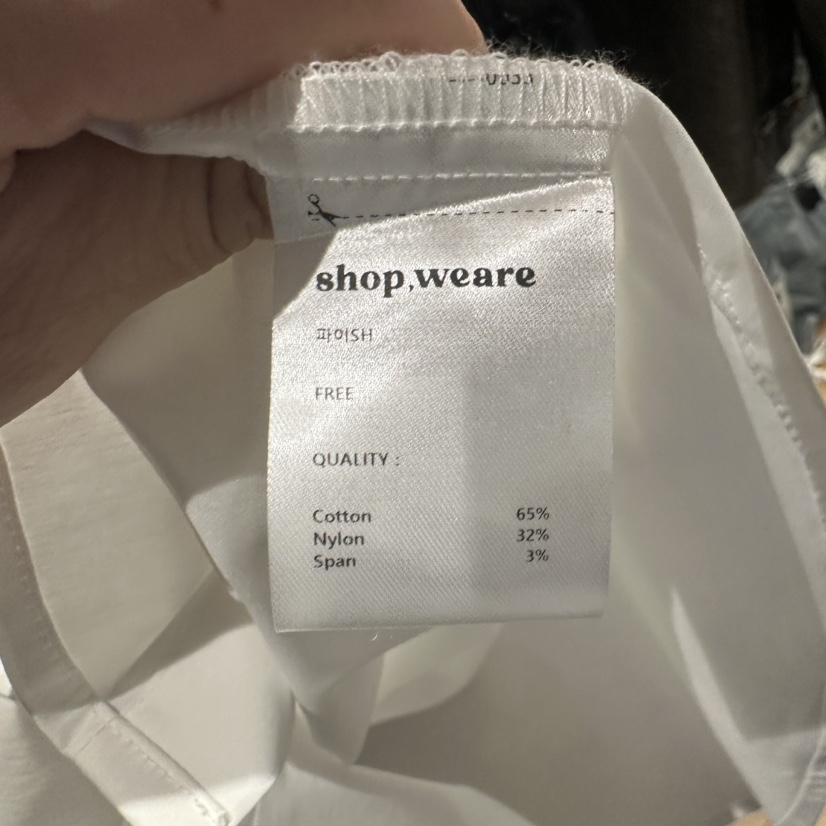 shop,weare
파이SH
FREE
QUALITY :
Cotton 65%
Nylon 32%
Span 3%